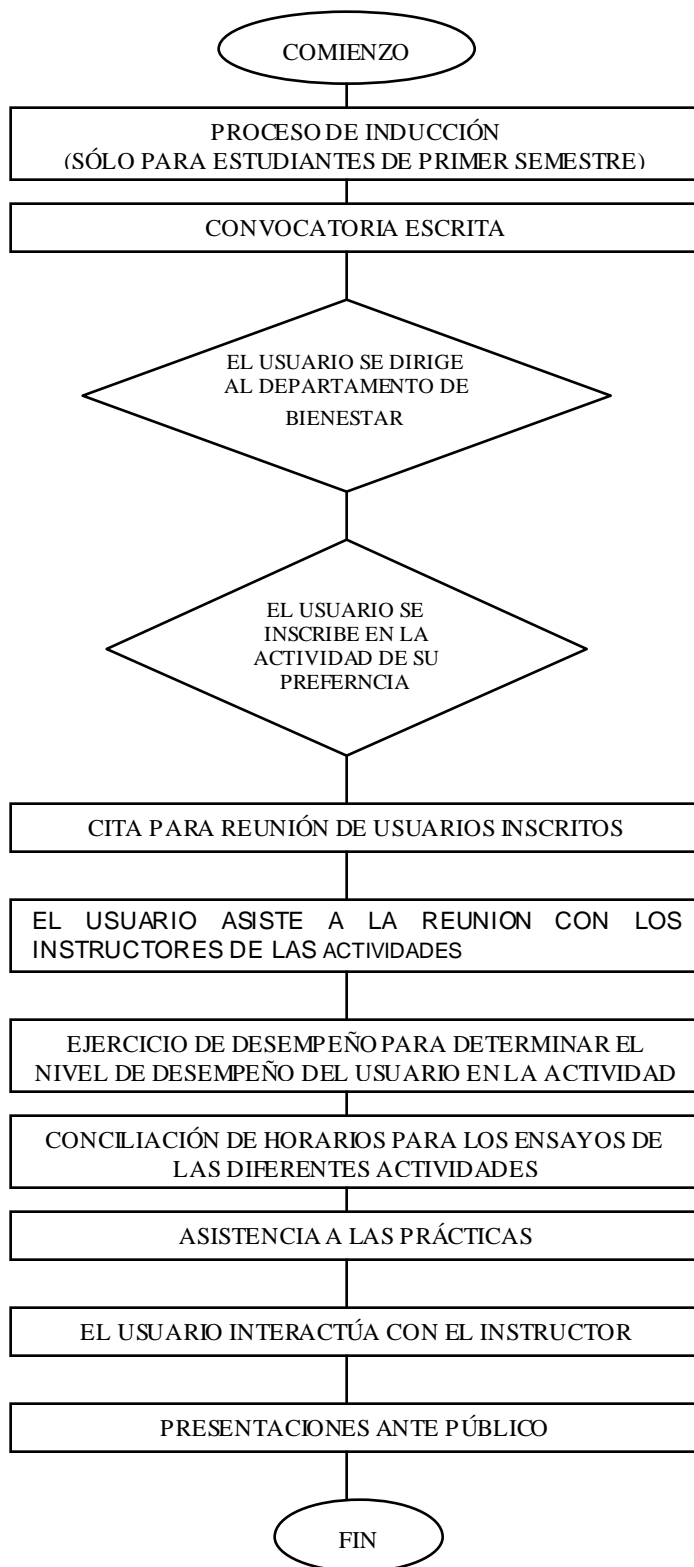 COMIENZO
PROCESO DE INDUCCIÓN
(SÓLO PARA ESTUDIANTES DE PRIMER SEMESTRE)
CONVOCATORIA ESCRITA
EL USUARIO SE DIRIGE
AL DEPARTAMENTO DE
BIENESTAR
EL USUARIO SE
INSCRIBE EN LA
ACTIVIDAD DE SU
PREFERNCIA
CITA PARA REUNIÓN DE USUARIOS INSCRITOS
EL USUARIO ASISTE A LA REUNION CON LOS
INSTRUCTORES DE LAS ACTIVIDADES
EJERCICIO DE DESEMPEÑO PARA DETERMINAR EL
NIVEL DE DESEMPEÑO DEL USUARIO EN LA ACTIVIDAD
CONCILIACIÓN DE HORARIOS PARA LOS ENSAYOS DE
LAS DIFERENTES ACTIVIDADES
ASISTENCIA A LAS PRÁCTICAS
EL USUARIO INTERACTÚA CON EL INSTRUCTOR
PRESENTACIONES ANTE PÚBLICO
FIN